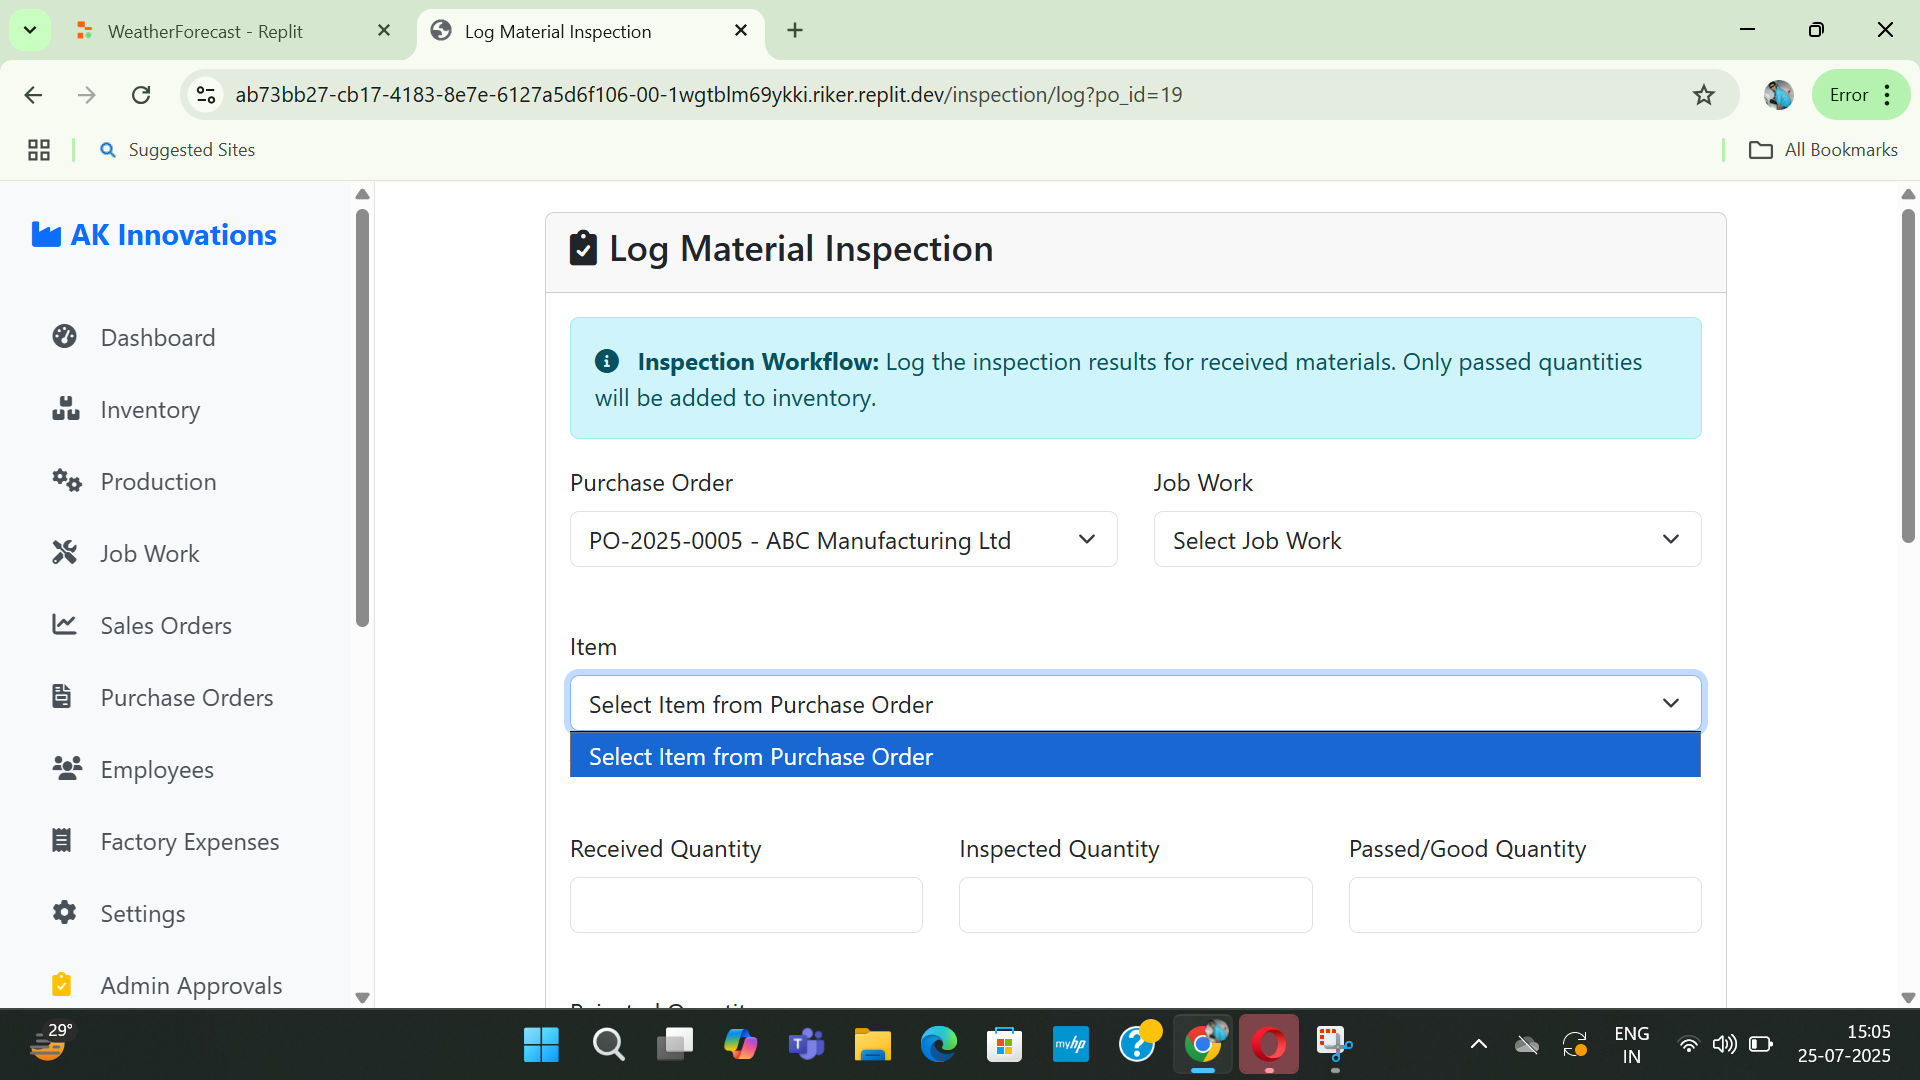 WeatherForecast - Replit
Log Material Inspection
ab73bb27-cb17-4183-8e7e-6127a5d6f106-00-1wgtblm69ykki.riker.replit.dev/inspection/log?po_id=19
Error
Suggested Sites
All Bookmarks
AK Innovations
Dashboard
Inventory
Production
Job Work
Sales Orders
Purchase Orders
Employees
Factory Expenses
Settings
Admin Approvals
Log Material Inspection
Inspection Workflow: Log the inspection results for received materials. Only passed quantities
will be added to inventory.
Purchase Order
Job Work
PO-2025-0005 - ABC Manufacturing Ltd
Select Job Work
Item
Select Item from Purchase Order
Select Item from Purchase Order
Received Quantity
Inspected Quantity
Passed/Good Quantity
Rejected Quantity
29°
myhp
ENG
IN
15:05
25-07-2025